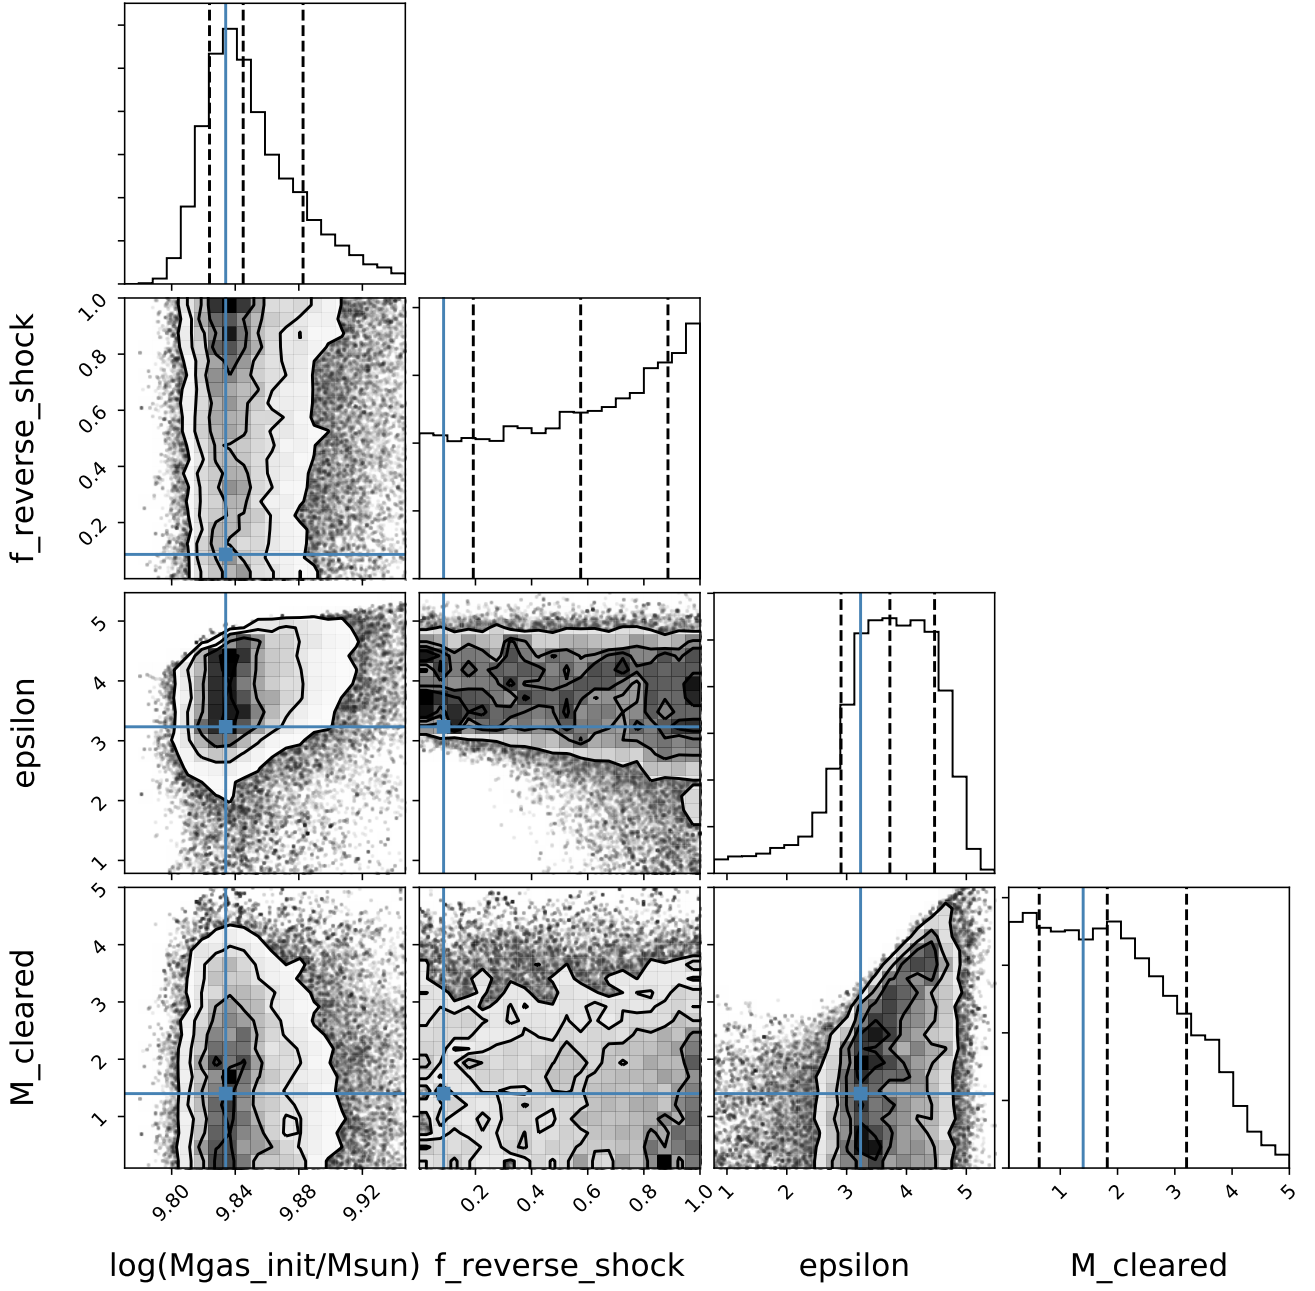 f_reverse_shock
1.0
0.8
0.6
0.4
0.2
epsilon
5
4
3
2
1
M_cleared
5
4
3
2
1
9.80 9.84 9.88 9.92
0.2 0.4 0.6 0.8 1.0
1 2 3 4 5
1 2 3 4 5
log(Mgas_init/Msun) f_reverse_shock epsilon M_cleared